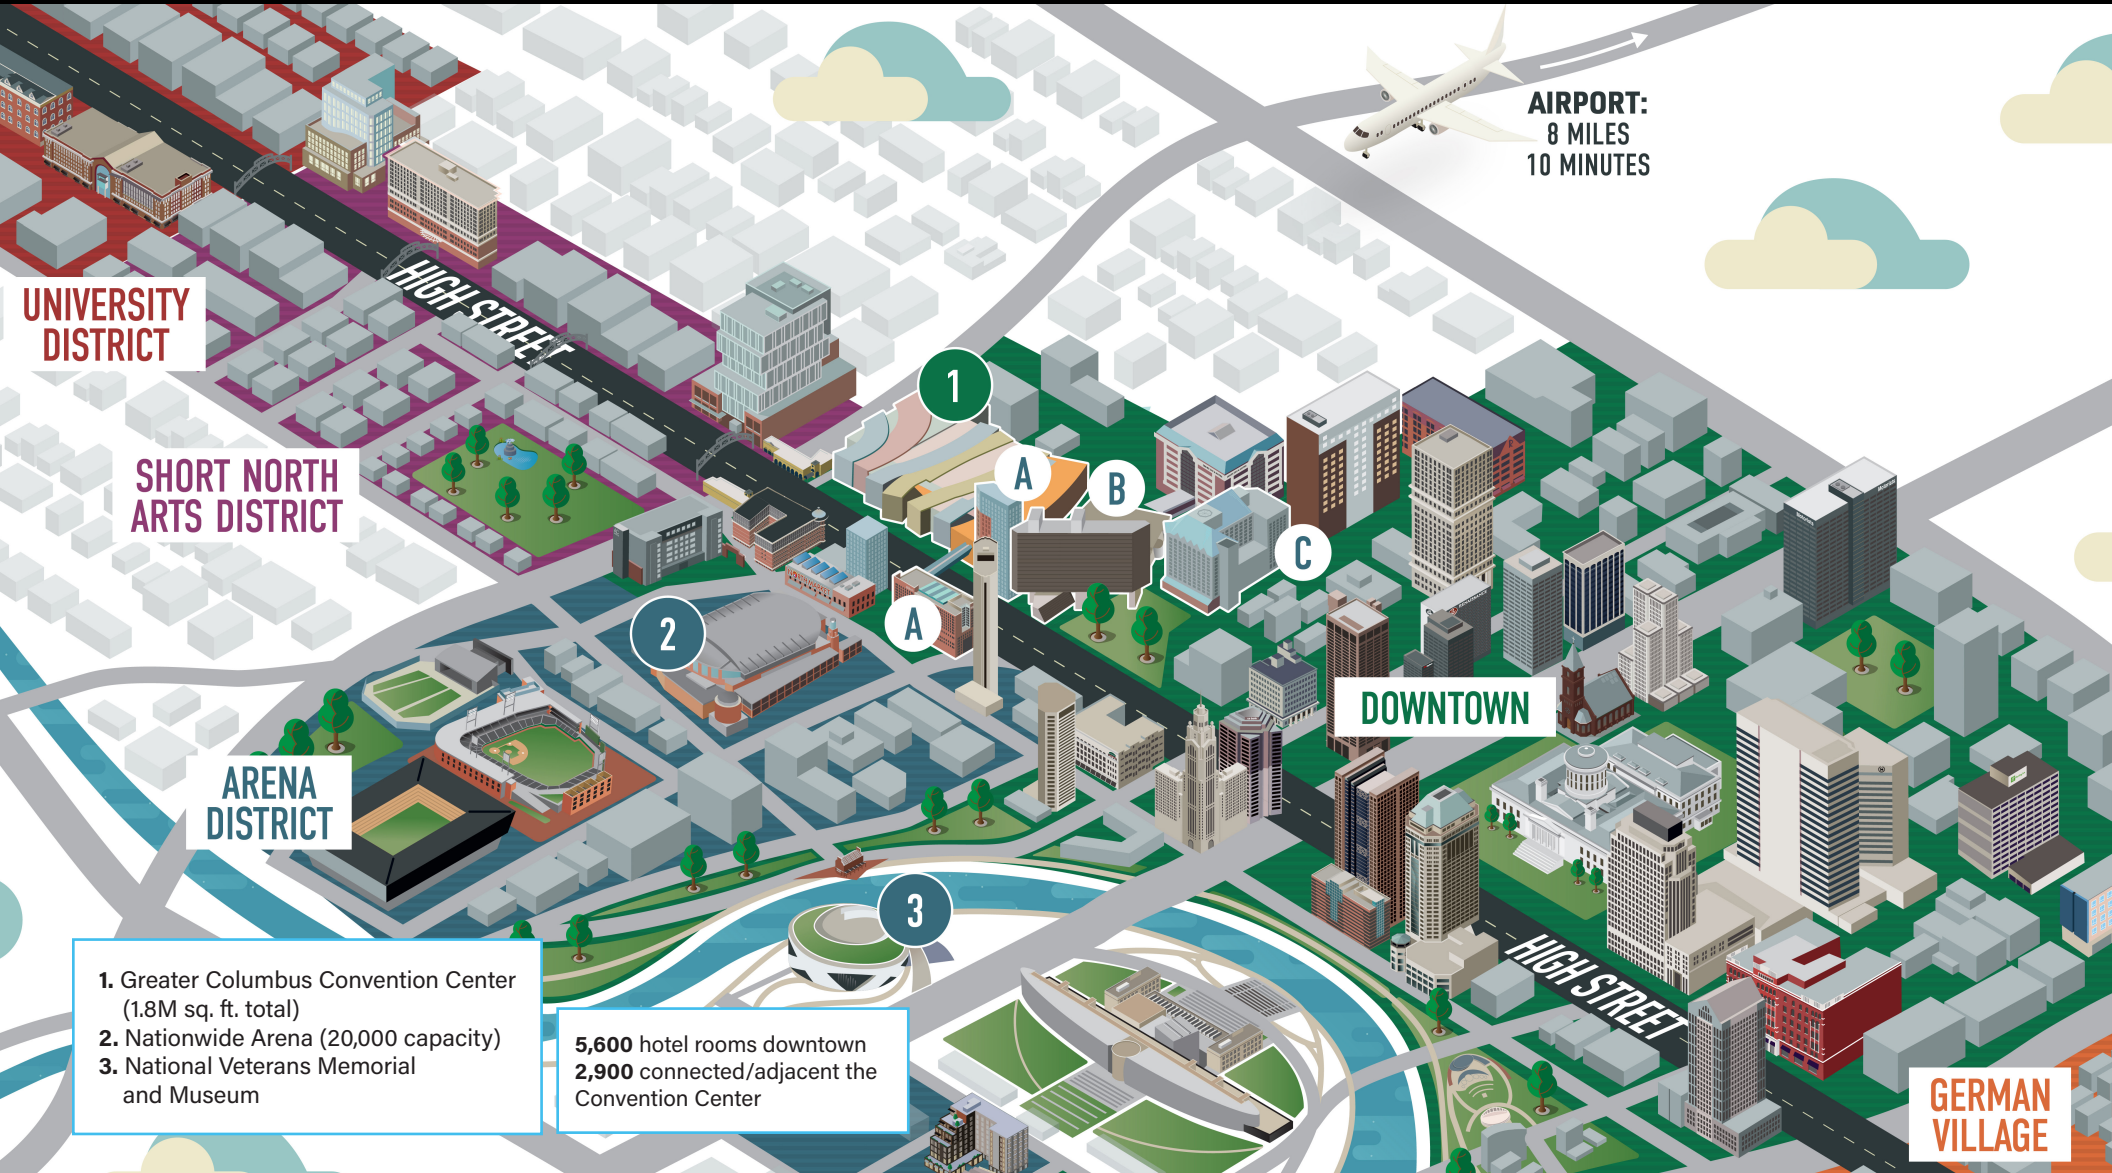 AIRPORT:
8 MILES
10 MINUTES
UNIVERSITY
DISTRICT
HIGH STREET
1
SHORT NORTH
ARTS DISTRICT
A
B
C
2
A
DOWNTOWN
ARENA
DISTRICT
3
HIGH STREET
1. Greater Columbus Convention Center
(1.8M sq. ft. total)
2. Nationwide Arena (20,000 capacity)
3. National Veterans Memorial
and Museum
5,600 hotel rooms downtown
2,900 connected/adjacent the
Convention Center
GERMAN
VILLAGE